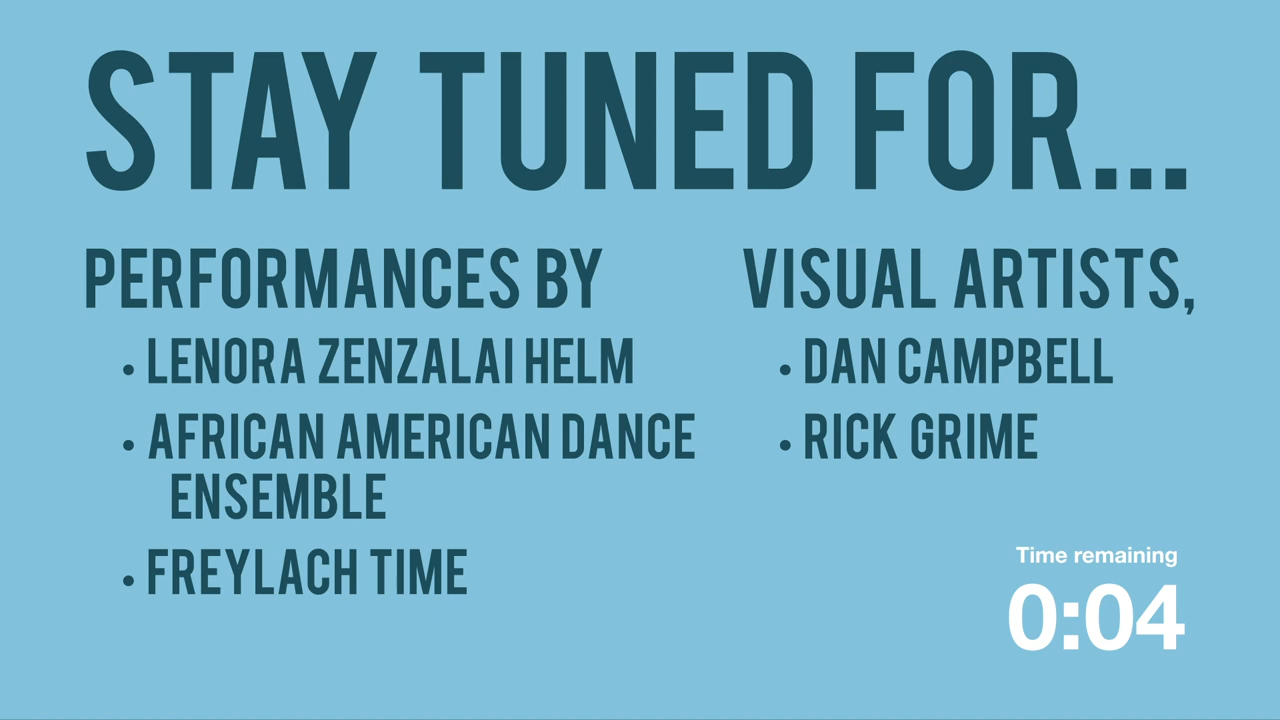 STAY TUNED FOR...
PERFORMANCES BY
• LENORA ZENZALAI HELM
• AFRICAN AMERICAN DANCE
ENSEMBLE
• FREYLACH TIME
VISUAL ARTISTS,
• DAN CAMPBELL
• RICK GRIME
Time remaining
0:04